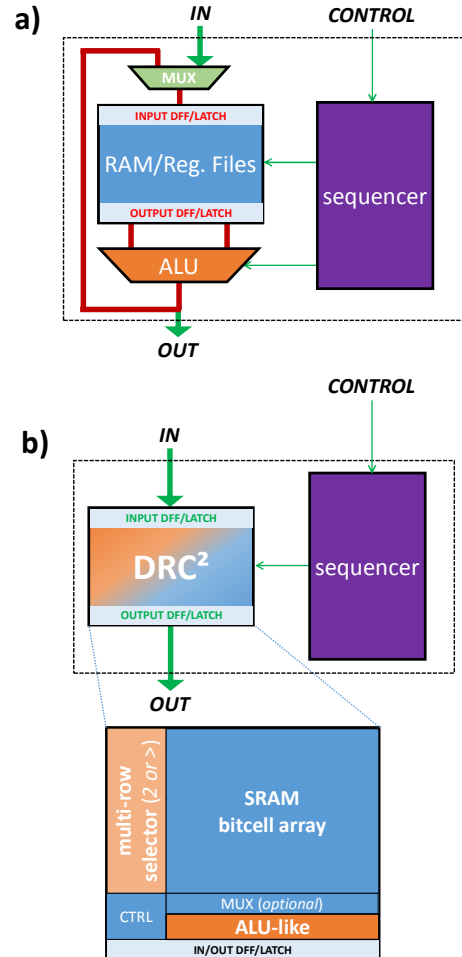 a)
IN
CONTROL
MUX
INPUT DFF/LATCH
RAM/Reg. Files
OUTPUT DFF/LATCH
sequencer
ALU
OUT
CONTROL
b)
IN
INPUT DFF/LATCH
DRC²
OUTPUT DFF/LATCH
sequencer
OUT
multi-row
selector (2 or >)
SRAM
bitcell array
CTRL
MUX (optional)
ALU-like
IN/OUT DFF/LATCH